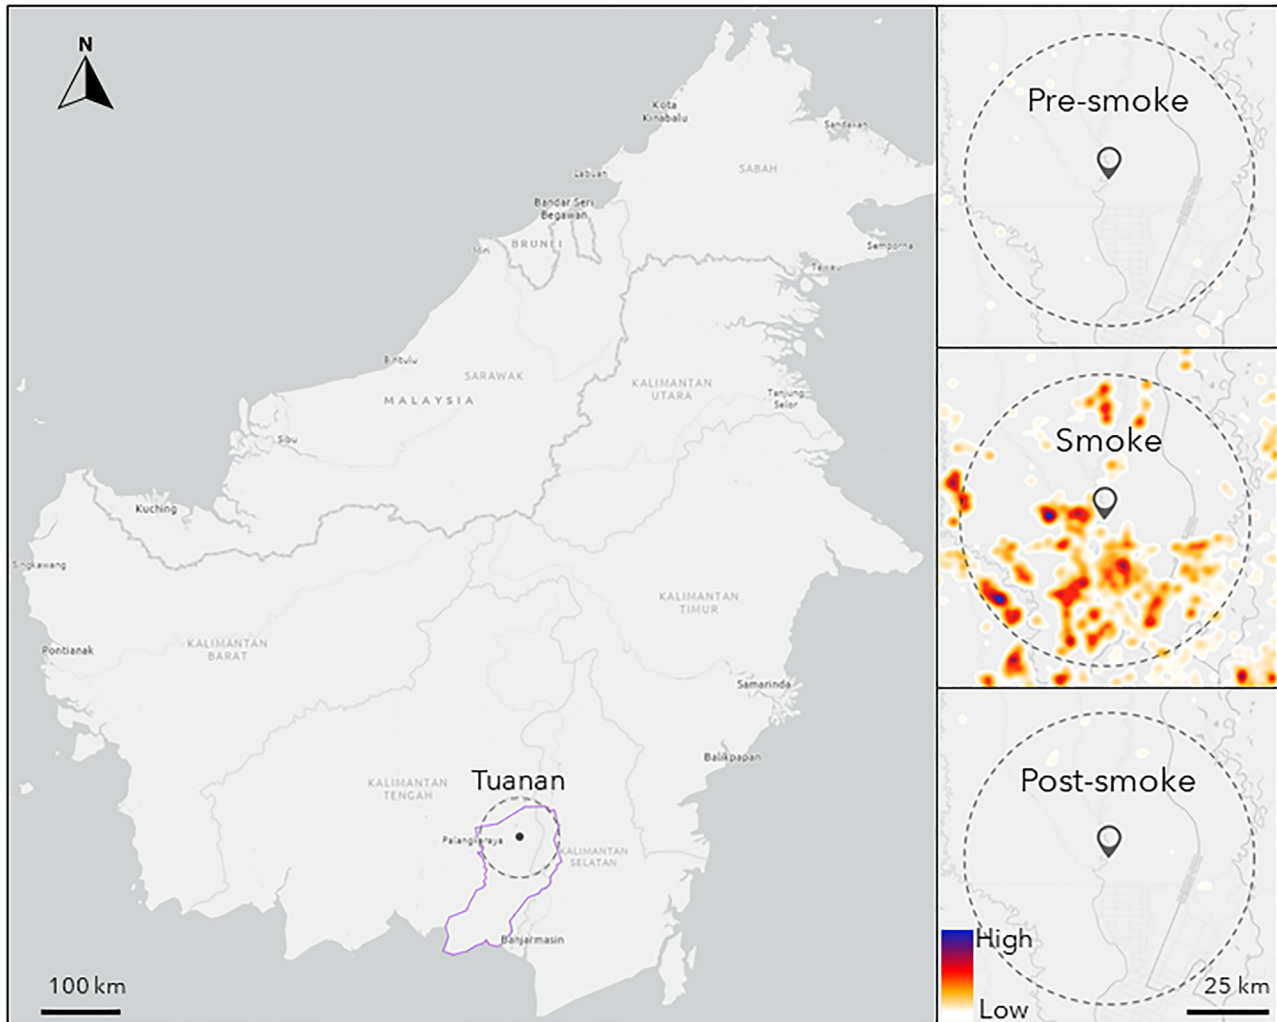 N
Kota
Kinabalu
Sandakan
SABAH
Labuan
Bandar Seri
Begawan
BRUNEI
Miri
Semporna
Tawau
Bintulu
SARAWAK
MALAYSIA
KALIMANTAN
UTARA
Tanjung
Selor
Sibu
Kuching
Singkawang
KALIMANTAN
TIMUR
KALIMANTAN
BARAT
Pontianak
Samarinda
Balikpapan
Tuanan
KALIMANTAN
TENGAH
Palangkaraya
KALIMANTAN
SELATAN
Banjarmasin
100 km
Pre-smoke
Smoke
Post-smoke
High
Low
25 km